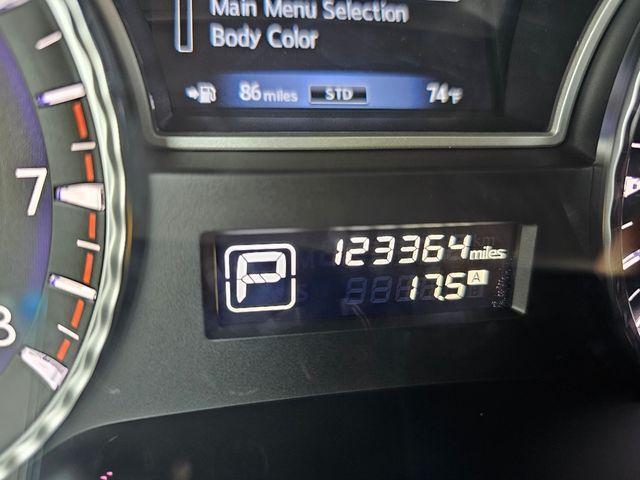 Main Menu Selection
Body Color
86 miles STD 74°F
7
P 123364 miles
17.5 A
8